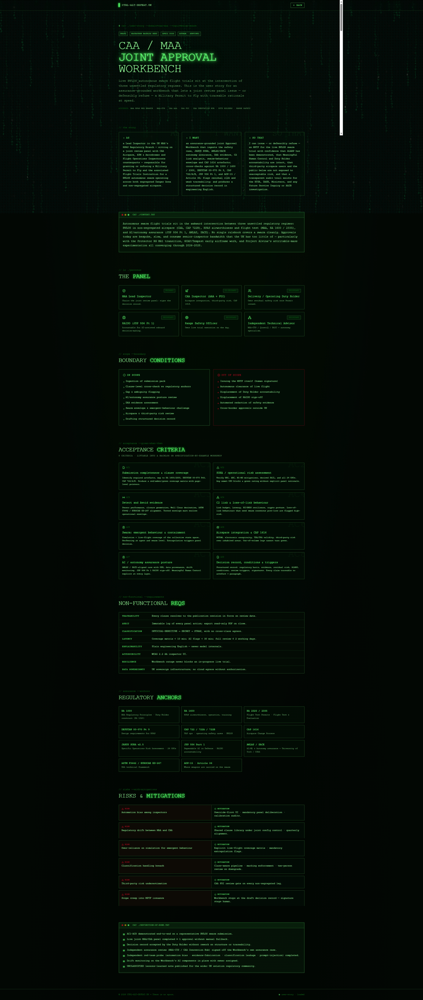 CTRL-ALT-DEFEAT.UK
← BACK
cat ./user-story --domain=caa-maa --topic=bvlos-swarm
DRAFT
HACKATHON BACKLOG SEED
APRIL 2026
AUTHOR · SENTINEL
CAA / MAA
JOINT APPROVAL
WORKBENCH
Live BVLOS autonomous swarm flight trials sit at the intersection of
three unsettled regulatory regimes. This is the user story for an
assurance-grounded workbench that lets a joint review panel issue — or
defensibly refuse — a Military Permit to Fly with traceable rationale
at speed.
MAA RPAS REG BRANCH · MAA-CTS · CAA AAA · CAA FOI · CAA INNOVATION HUB · DUTY HOLDERS · RANGE SAFETY
// the story
› AS
a Lead Inspector in the UK MAA's
RPAS Regulatory Branch — sitting on
a joint review panel with CAA
Airspace, ATM & Aerodromes and
Flight Operations Inspectorate
counterparts — responsible for
granting or refusing a Military
Permit to Fly and the associated
Flight Trials Instruction for a
BVLOS autonomous swarm operating
across both segregated Danger Area
and non-segregated airspace.
› I WANT
an assurance-grounded joint Approval
Workbench that ingests the safety
case, JARUS SORA, AMLAS/SACE
autonomy assurance, DAA evidence, C2
link analysis, swarm-behaviour
envelope and CAP 1616 artefacts;
cross-checks against RA 1000 / 1600
/ 2300, DEFSTAN 00-970 Pt 9, CAP
722/A/B, JSP 936 Pt 1, and AOP-15 /
Article 36; flags residual risk and
weak traceability; and produces a
structured decision record in
engineering English.
› SO THAT
I can issue — or defensibly refuse —
an MPTF for the live BVLOS swarm
trial with confidence that ALARP has
been demonstrated, that Meaningful
Human Control and Duty Holder
accountability are intact, that
third-party airspace users and the
public below are not exposed to
unacceptable risk, and that a
transparent audit trail exists for
the RTSA, DASB, Ministers, and any
future Service Inquiry or AAIB
investigation.
CAT ./CONTEXT.TXT
Autonomous swarm flight trials sit in the awkward intersection between three unsettled regulatory regimes:
BVLOS in non-segregated airspace (CAA, CAP 722B), RPAS airworthiness and flight test (MAA, RA 1600 / 2335),
and AI/autonomy assurance (JSP 936 Pt 1, AMLAS, SACE). No single rulebook covers a swarm cleanly. Approvals
today are bespoke, slow, and consume senior-inspector bandwidth that the UK has too little of — particularly
with the Protector RG Mk1 transition, GCAP/Tempest early airframe work, and Project Alvina's attritable-mass
experimentation all converging through 2026-2028.
// ls ./personas
THE PANEL
PRIMARY
MAA Lead Inspector
Chairs the joint review panel; signs the
decision record.
CO-PRIMARY
CAA Inspector (AAA + FOI)
Airspace integration, third-party risk, CAP
1616.
SECONDARY
Delivery / Operating Duty Holder
Owns residual safety risk once Permit
issued.
SECONDARY
RAISO (JSP 936 Pt 1)
Accountable for AI-assisted onboard
decision-making.
SECONDARY
Range Safety Officer
Owns live trial execution on the day.
SECONDARY
Independent Technical Advisor
MAA-CTS / QinetiQ / DAIC — autonomy
specialism.
// scope --boundary
BOUNDARY CONDITIONS
IN SCOPE
› Ingestion of submission pack
› Clause-level cross-check vs regulatory anchors
› Gap & ambiguity flagging
› AI/autonomy assurance posture review
› DAA evidence assessment
› Swarm envelope & emergent-behaviour challenge
› Airspace & third-party risk review
› Drafting structured decision record
OUT OF SCOPE
Issuing the MPTF itself (human signature)
Autonomous clearance of live flight
Displacement of Duty Holder accountability
Displacement of RAISO sign-off
Automated redaction of safety evidence
Cross-border approvals outside UK
// acceptance --given-when-then
ACCEPTANCE CRITERIA
8 CRITERIA · LIFTABLE INTO A BACKLOG OR SPECIFICATION-BY-EXAMPLE WORKSHOP
AC1
Submission completeness & clause coverage
Identify required artefacts, map to RA 1600/2300, DEFSTAN 00-970 Pt9,
CAP 722/A/B. Produce a red/amber/green coverage matrix with page-
level pointers.
AC2
SORA / operational risk assessment
Verify GRC, ARC, M1-M3 mitigations, derived SAIL, and all 24 OSOs.
Any unmet OSO blocks a green rating without explicit panel rationale.
AC3
Detect and Avoid evidence
Sensor performance, closure geometries, Well Clear derivation, ASTM
F3442 / EUROCAE ED-267 alignment. Tested envelope must enclose
operational envelope.
AC4
C2 link & loss-of-link behaviour
Link budget, latency, RF/GNSS resilience, crypto posture. Loss-of-
link behaviours that need swarm consensus post-loss are flagged high-
risk.
AC5
Swarm: emergent behaviour & containment
Simulation + live-flight coverage of the collective state space.
Geofencing at agent and swarm level. Extrapolation triggers panel
decision.
AC6
Airspace integration & CAP 1616
NOTAM, electronic conspicuity, TDA/TRA validity, third-party risk
over inhabited areas. Out-of-volume legs cannot turn green.
AC7
AI / autonomy assurance posture
AMLAS / SACE-aligned case with ODD, data provenance, drift
monitoring. JSP 936 Pt 1 RAISO sign-off. Meaningful Human Control
explicit at every layer.
AC8
Decision record, conditions & triggers
Structured record: regulatory basis, evidence, residual risk, ALARP,
conditions, review triggers, signatures. Every claim traceable to
artefact + paragraph.
// non-functional --requirements
NON-FUNCTIONAL REQS
TRACEABILITY Every clause resolves to the publication revision in force on review date.
AUDIT Immutable log of every panel action; export read-only PDF on close.
CLASSIFICATION OFFICIAL-SENSITIVE → SECRET → STRAP, with no cross-class egress.
LATENCY Coverage matrix < 10 min; AI flags < 30 min; full review ≤ 2 working days.
EXPLAINABILITY Plain engineering English — never model internals.
ACCESSIBILITY WCAG 2.2 AA inspector UI.
RESILIENCE Workbench outage never blocks an in-progress live trial.
DATA SOVEREIGNTY UK sovereign infrastructure; no cloud egress without authorisation.
// assurance --anchors
REGULATORY ANCHORS
RA 1000
MAA Regulatory Principles · Duty Holder
construct (RA 1020)
RA 1600
RPAS airworthiness, operation, training
RA 2325 / 2335
Flight Test Permits · Flight Test &
Evaluation
DEFSTAN 00-970 Pt 9
Design requirements for RPAS
CAP 722 / 722A / 722B
UAS ops · operating safety cases · BVLOS
CAP 1616
Airspace Change Process
JARUS SORA v2.5
Specific Operations Risk Assessment · 24 OSOs
JSP 936 Part 1
Dependable AI in Defence · RAISO
accountability
AMLAS / SACE
AI/ML & Autonomy assurance — University of
York / CfAA
ASTM F3442 / EUROCAE ED-267
DAA technical framework
AOP-15 · Article 36
Where weapons are carried on the swarm
// risks --with-mitigations
RISKS & MITIGATIONS
RISK
Automation bias among inspectors
MITIGATION
Override-first UI · mandatory panel deliberation ·
calibration audits.
RISK
Regulatory drift between MAA and CAA
MITIGATION
Shared clause library under joint config control · quarterly
alignment.
RISK
Over-reliance on simulation for emergent behaviour
MITIGATION
Explicit live-flight coverage matrix · mandatory
extrapolation flags.
RISK
Classification handling breach
MITIGATION
Class-aware pipeline · marking enforcement · two-person
review on downgrade.
RISK
Third-party risk underestimation
MITIGATION
CAA FOI review gate on every non-segregated leg.
RISK
Scope creep into MPTF issuance
MITIGATION
Workbench stops at the draft decision record — signature
stays human.
CAT ./DEFINITION-OF-DONE.TXT
AC1-AC8 demonstrated end-to-end on a representative BVLOS swarm submission.
Live joint MAA/CAA panel completed ≥ 1 approval without manual fallback.
Decision record accepted by the Duty Holder without rework on structure or traceability.
Independent assurance review (MAA-CTS / CAA Innovation Hub) signed off the Workbench's own assurance case.
Independent red-team probe (automation bias · evidence-fabrication · classification leakage · prompt-injection) completed.
Drift monitoring on the Workbench's AI components in place with owner assigned.
UNCLASSIFIED lessons-learned note published for the wider UK aviation regulatory community.
© 2026 CTRL-ALT-DEFEAT.UK — There is no spoon.
user-story · loaded